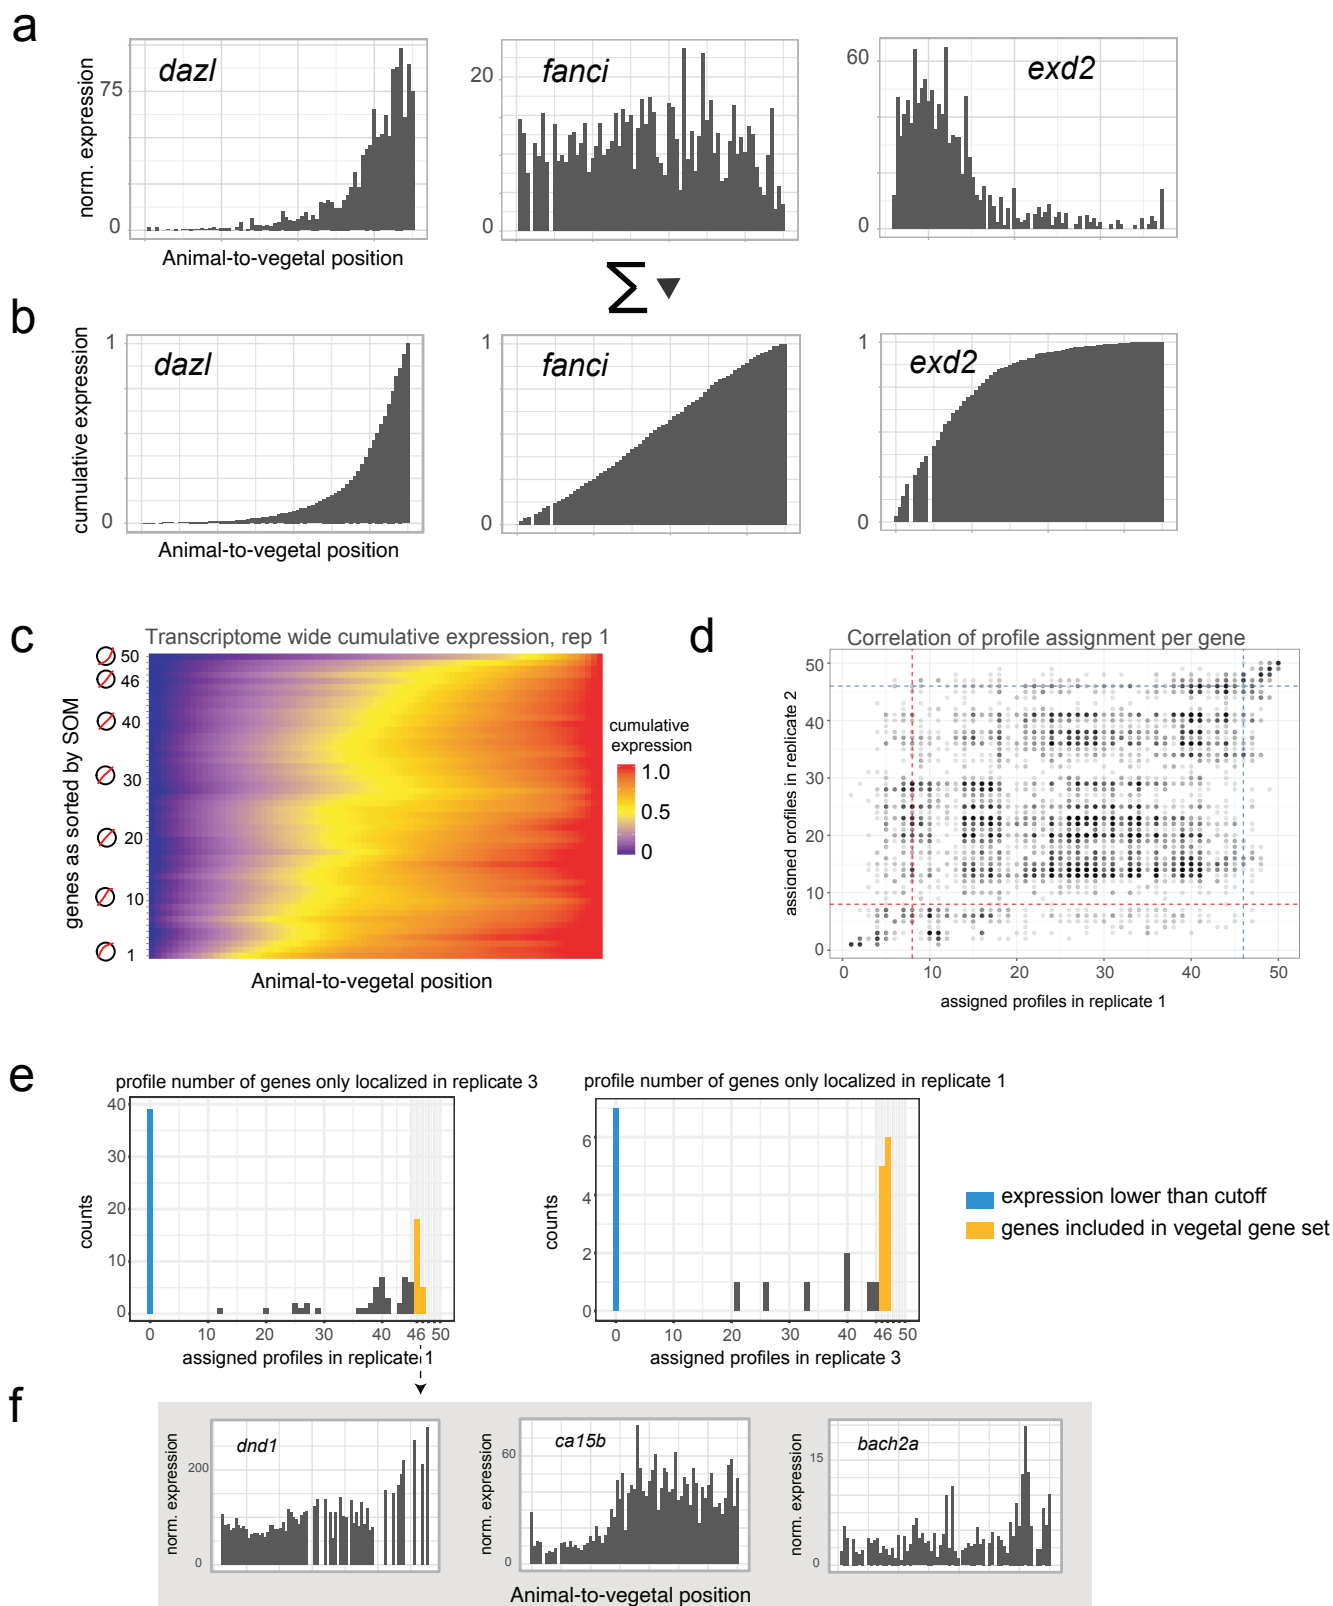 a
dazl
fanci
exd2
norm. expression
75
0
20
10
0
60
30
0
Animal-to-vegetal position
∑
b
dazl
fanci
exd2
cumulative expression
1
0
1
0
1
0
Animal-to-vegetal position
c
Transcriptome wide cumulative expression, rep 1
genes as sorted by SOM
50
46
40
30
20
10
1
cumulative
expression
1.0
0.5
0
Animal-to-vegetal position
d
Correlation of profile assignment per gene
assigned profiles in replicate 2
50
40
30
20
10
0
0 10 20 30 40 50
assigned profiles in replicate 1
e
profile number of genes only localized in replicate 3
counts
40
30
20
10
0
0 10 20 30 40 46 50
assigned profiles in replicate 1
profile number of genes only localized in replicate 1
counts
6
4
2
0
0 10 20 30 40 46 50
assigned profiles in replicate 3
expression lower than cutoff
genes included in vegetal gene set
f
dnd1
norm. expression
200
0
ca15b
norm. expression
60
0
bach2a
norm. expression
15
0
Animal-to-vegetal position